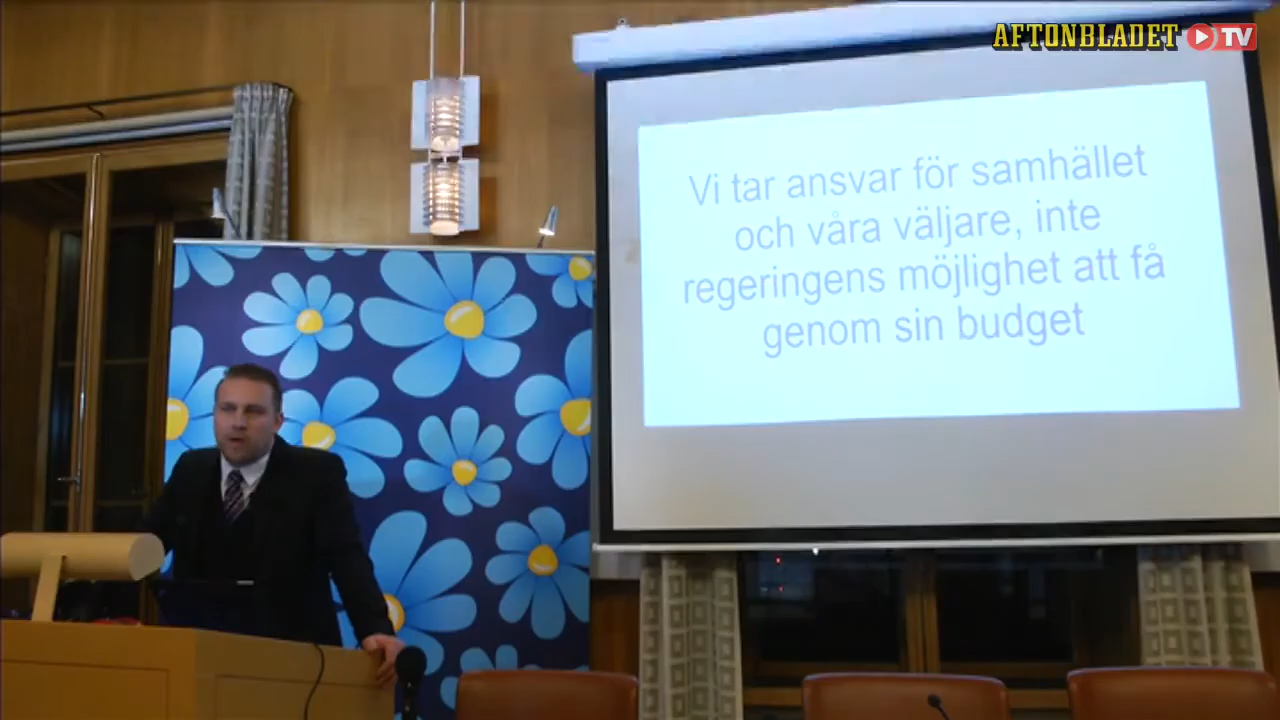 AFTONBLADET TV
Vi tar ansvar för samhället
och våra väljare, inte
regeringens möjlighet att få
genom sin budget